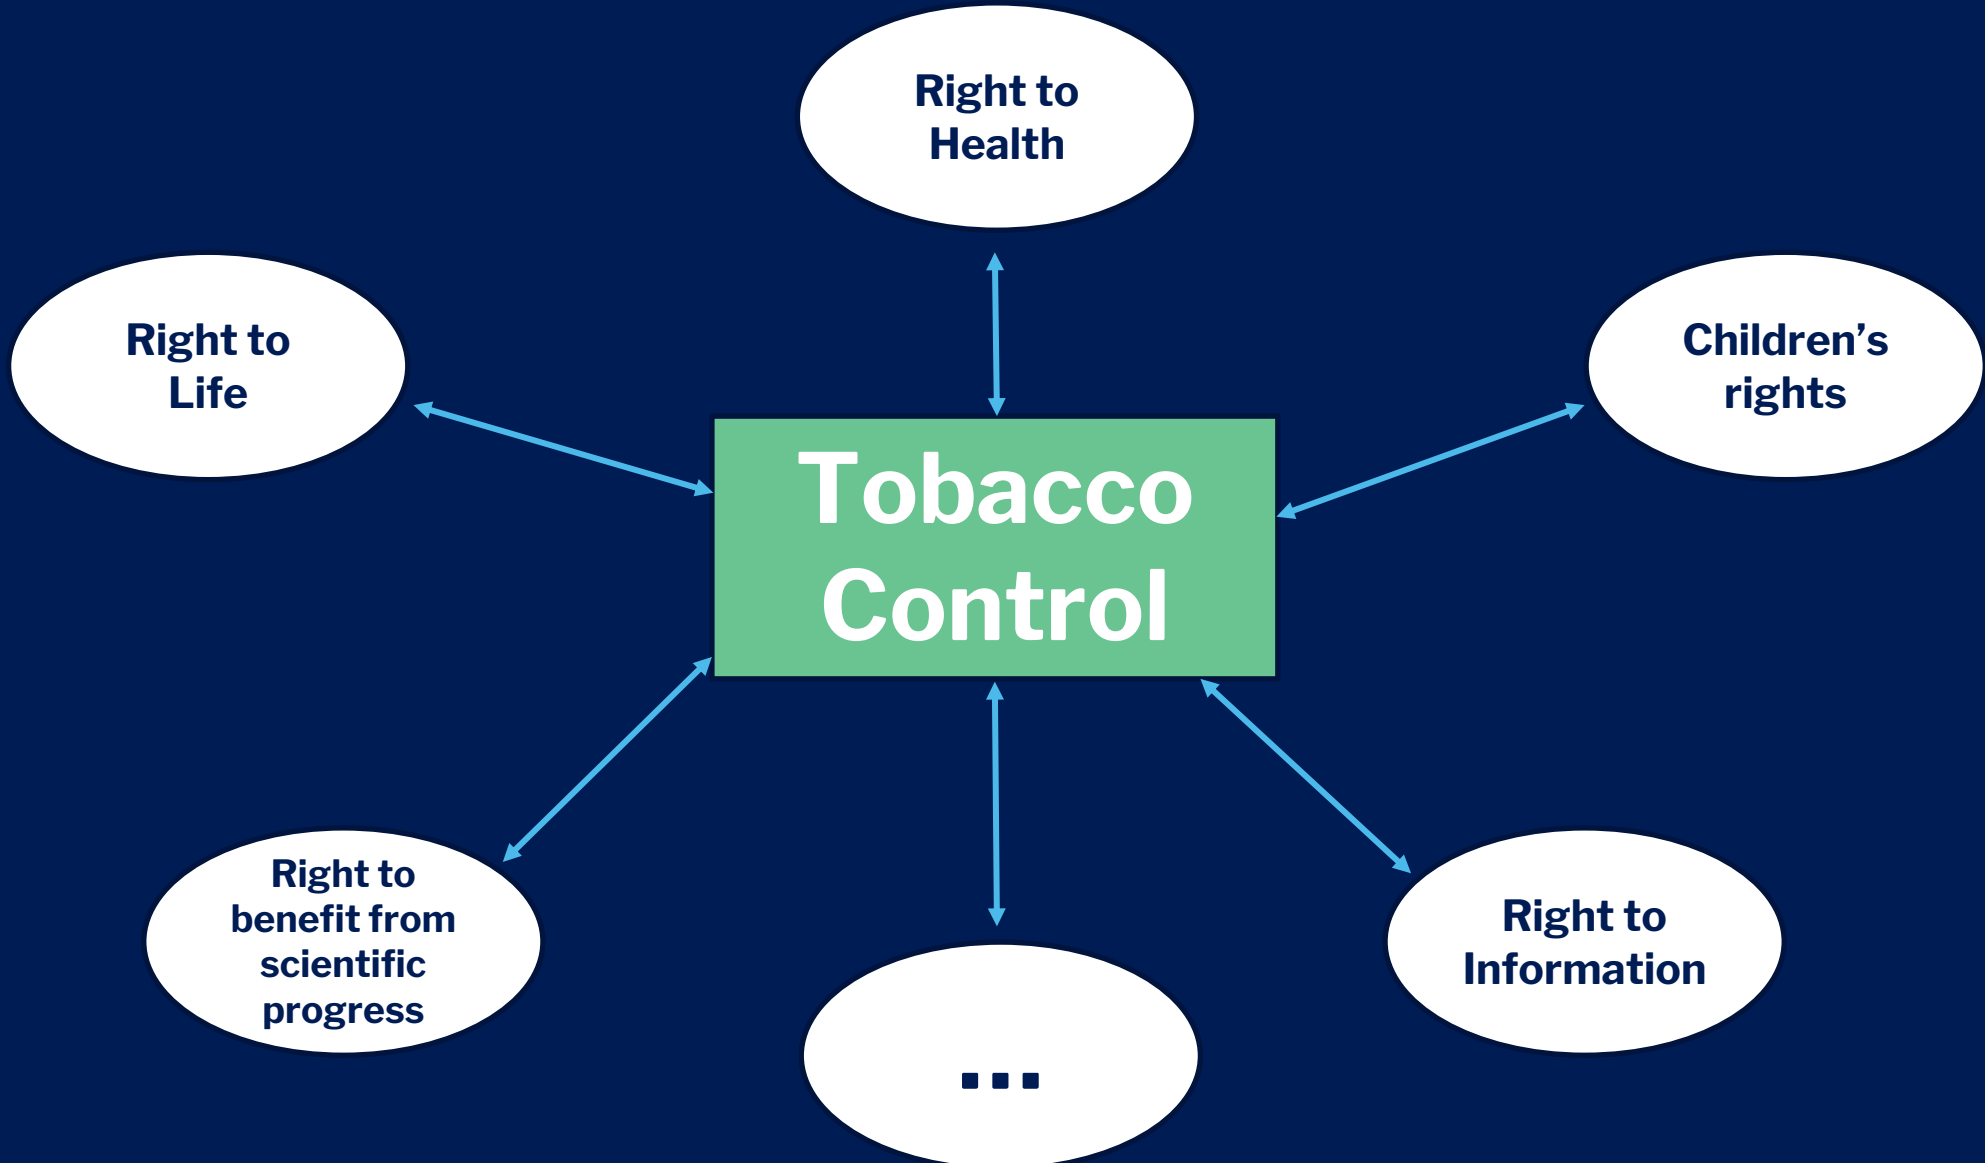 Right to
Health
Right to
Life
Children’s
rights
Tobacco
Control
Right to
benefit from
scientific
progress
Right to
Information
...